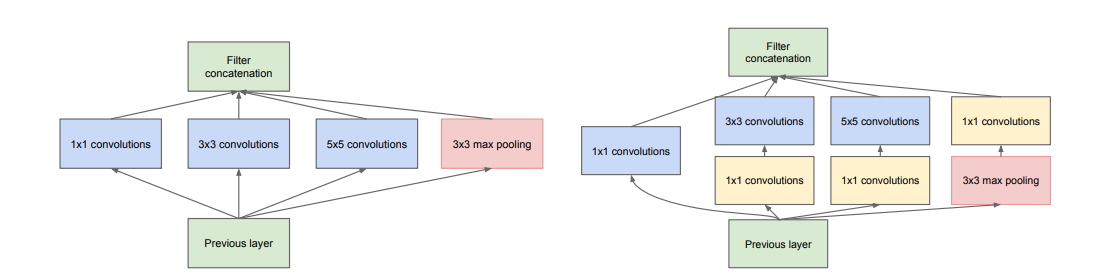 Filter
concatenation
1x1 convolutions
3x3 convolutions
5x5 convolutions
3x3 max pooling
Previous layer
Filter
concatenation
3x3 convolutions
5x5 convolutions
1x1 convolutions
1x1 convolutions
1x1 convolutions
1x1 convolutions
3x3 max pooling
Previous layer